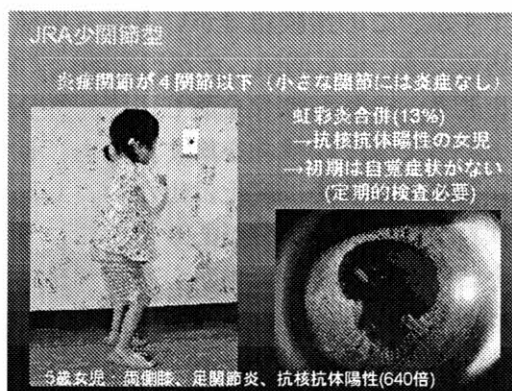 JRA少関節型
炎症関節が4関節以下（小さな関節には炎症なし）
虹彩炎合併(13%)
→抗核抗体陽性の女児
→初期は自覚症状がない
(定期的検査必要)
5歳女児・両側膝、足関節炎、抗核抗体陽性(640倍)